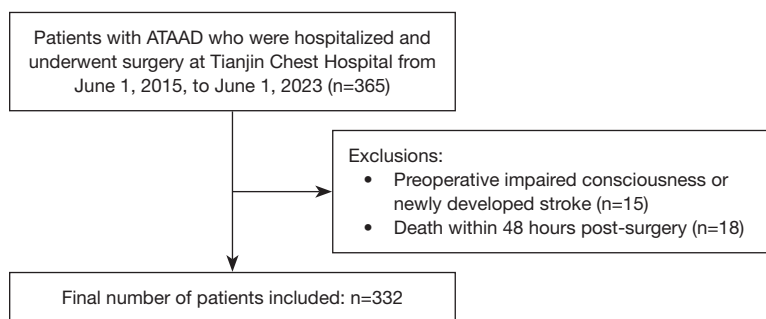 Patients with ATAAD who were hospitalized and
underwent surgery at Tianjin Chest Hospital from
June 1, 2015, to June 1, 2023 (n=365)
Exclusions:
• Preoperative impaired consciousness or
newly developed stroke (n=15)
• Death within 48 hours post-surgery (n=18)
Final number of patients included: n=332